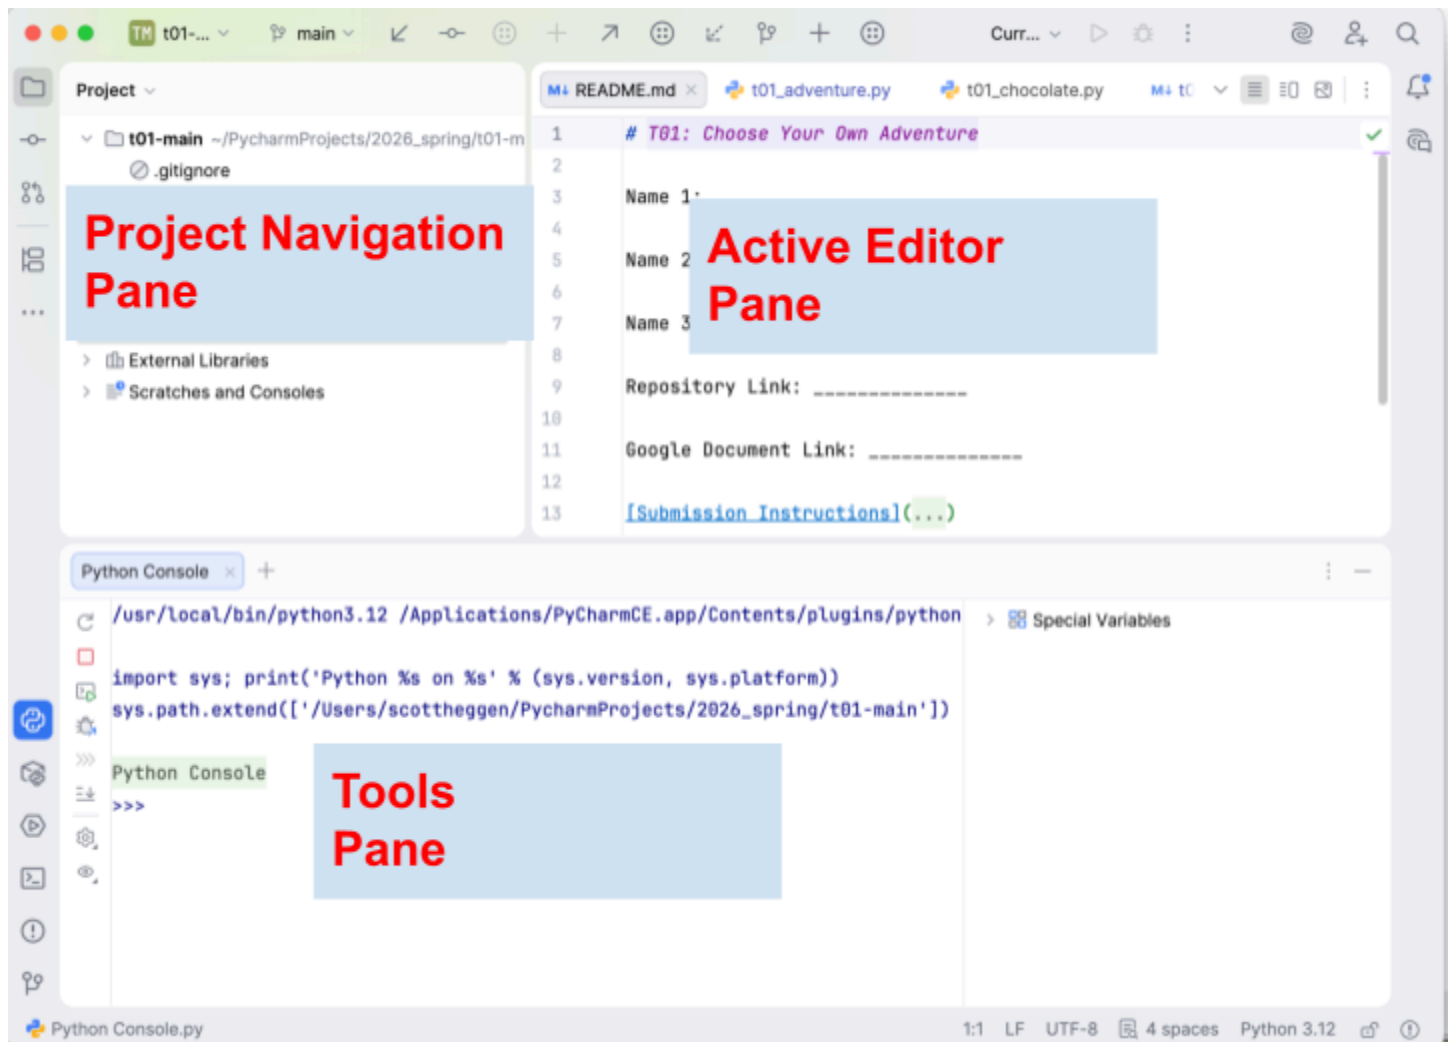 TM t01-... main Curr...
Project
README.md t01_adventure.py t01_chocolate.py
t01-main ~/PycharmProjects/2026_spring/t01-m
.gitignore
Project Navigation
Pane
External Libraries
Scratches and Consoles
1 # T01: Choose Your Own Adventure
2
3 Name 1:
4
5 Name 2
6
7 Name 3
8
9 Repository Link: ______________
10
11 Google Document Link: ______________
12
13 [Submission Instructions](...)
Active Editor
Pane
Python Console
/usr/local/bin/python3.12 /Applications/PyCharmCE.app/Contents/plugins/python
import sys; print('Python %s on %s' % (sys.version, sys.platform))
sys.path.extend(['/Users/scottheggen/PycharmProjects/2026_spring/t01-main'])
Python Console
>>>
Special Variables
Tools
Pane
Python Console.py 1:1 LF UTF-8 4 spaces Python 3.12